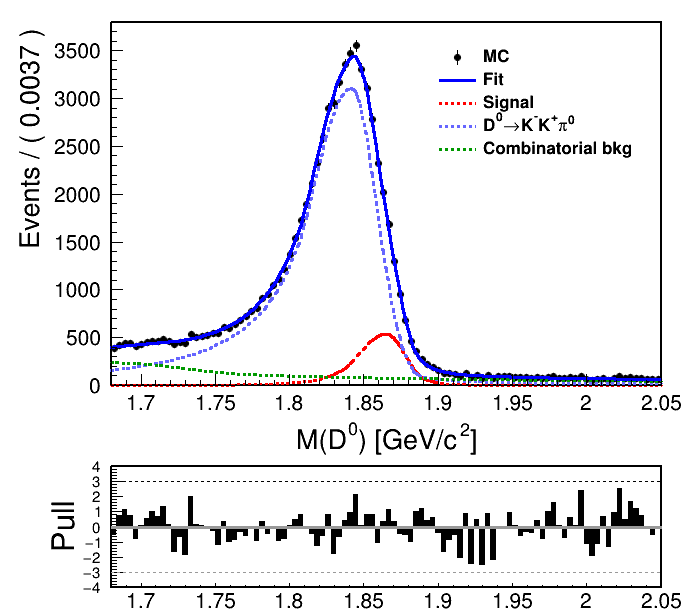 Events / ( 0.0037 )
3500
3000
2500
2000
1500
1000
500
0
MC
Fit
Signal
D⁰→K⁻K⁺π⁰
Combinatorial bkg
1.7 1.75 1.8 1.85 1.9 1.95 2 2.05
M(D⁰) [GeV/c²]
Pull
4
3
2
1
0
−1
−2
−3
−4
1.7 1.75 1.8 1.85 1.9 1.95 2 2.05